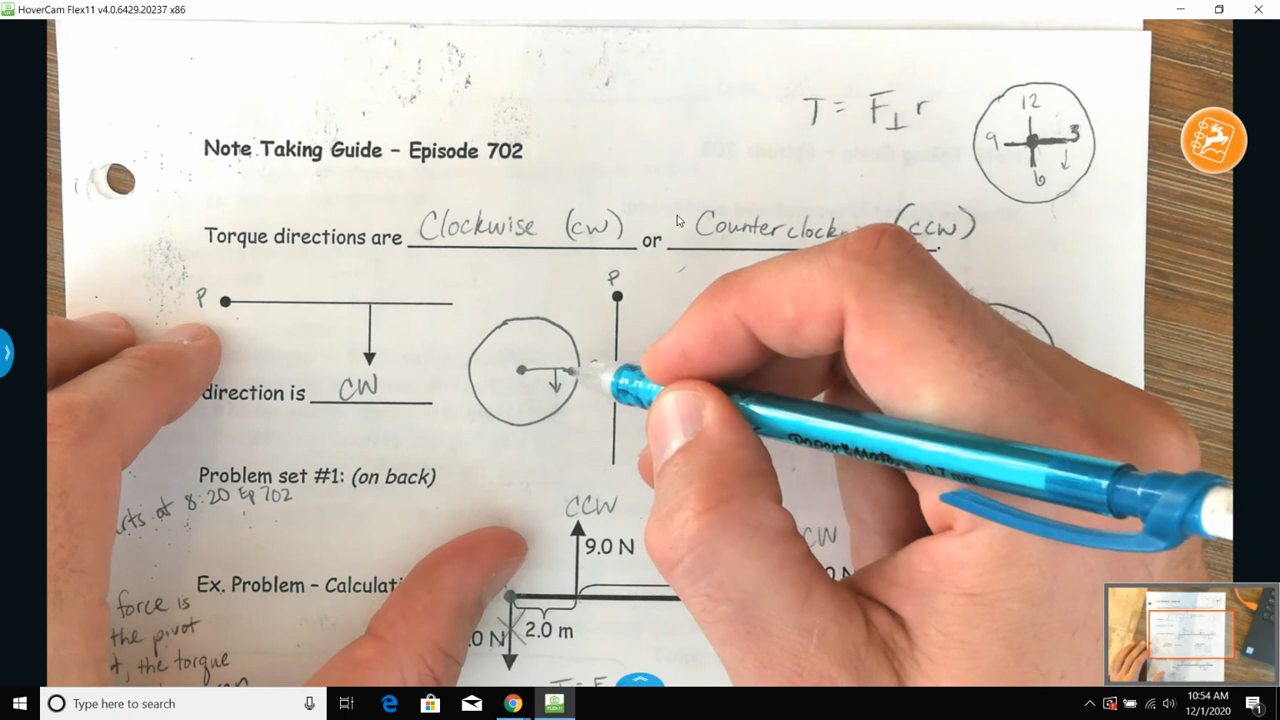 HoverCam Flex11 v4.0.6429.20237 x86
T = F⊥ r
12
9 3
6
Note Taking Guide – Episode 702
Torque directions are Clockwise (cw) or (ccw).
P
P
direction is CW
Problem set #1: (on back)
at 8:20 Ep 702
CCW
9.0 N
CW
Ex. Problem –
force is
2.0 m
the pivot
the torque
Type here to search
FLEX11
10:54 AM
12/1/2020
1